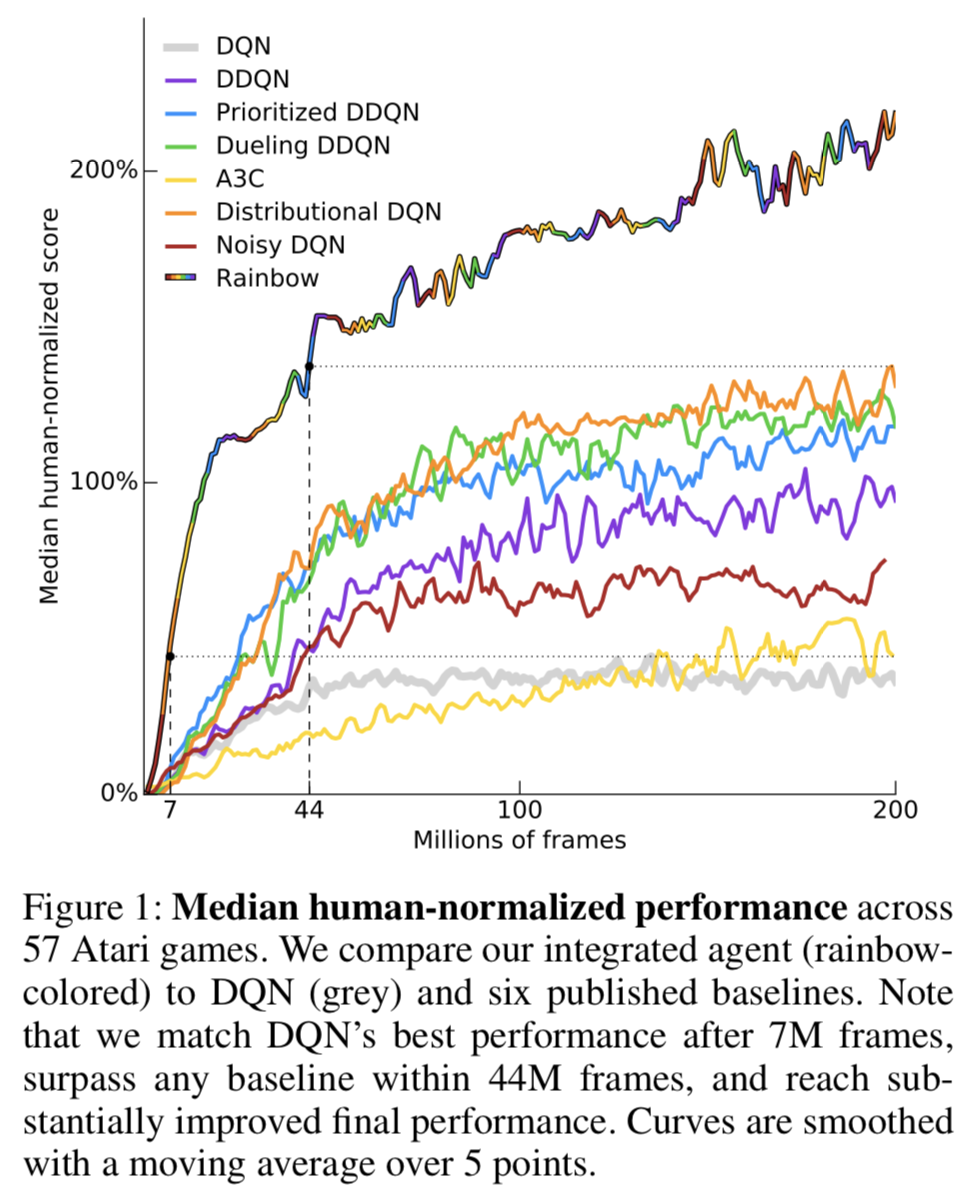 DQN
DDQN
Prioritized DDQN
Dueling DDQN
A3C
Distributional DQN
Noisy DQN
Rainbow
Median human-normalized score
200%
100%
0%
7
44
100
200
Millions of frames
Figure 1: Median human-normalized performance across
57 Atari games. We compare our integrated agent (rainbow-
colored) to DQN (grey) and six published baselines. Note
that we match DQN's best performance after 7M frames,
surpass any baseline within 44M frames, and reach sub-
stantially improved final performance. Curves are smoothed
with a moving average over 5 points.